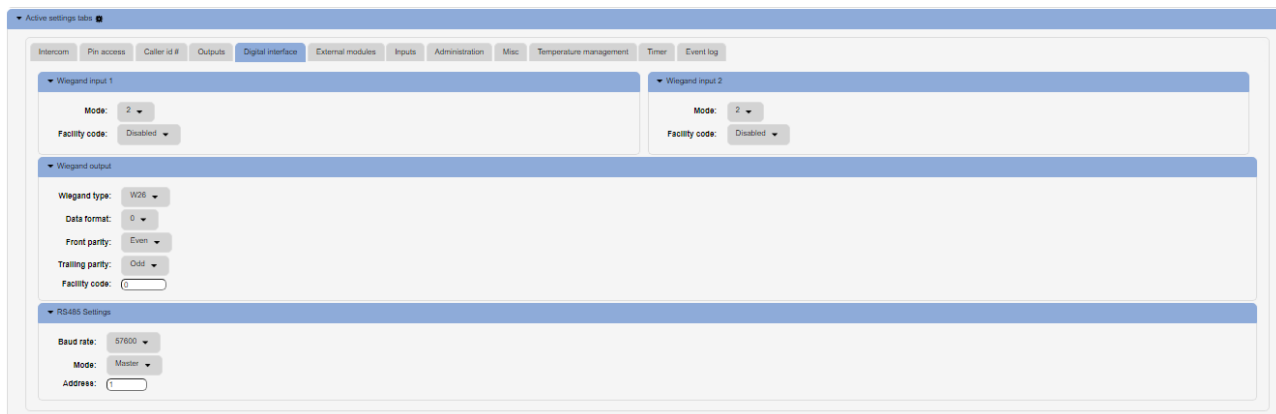 Active settings tabs
Intercom Pin access Caller id # Outputs Digital interface External modules Inputs Administration Misc Temperature management Timer Event log
Wiegand input 1
Mode: 2
Facility code: Disabled
Wiegand input 2
Mode: 2
Facility code: Disabled
Wiegand output
Wiegand type: W26
Data format: 0
Front parity: Even
Trailing parity: Odd
Facility code: 0
RS485 Settings
Baud rate: 57600
Mode: Master
Address: 1